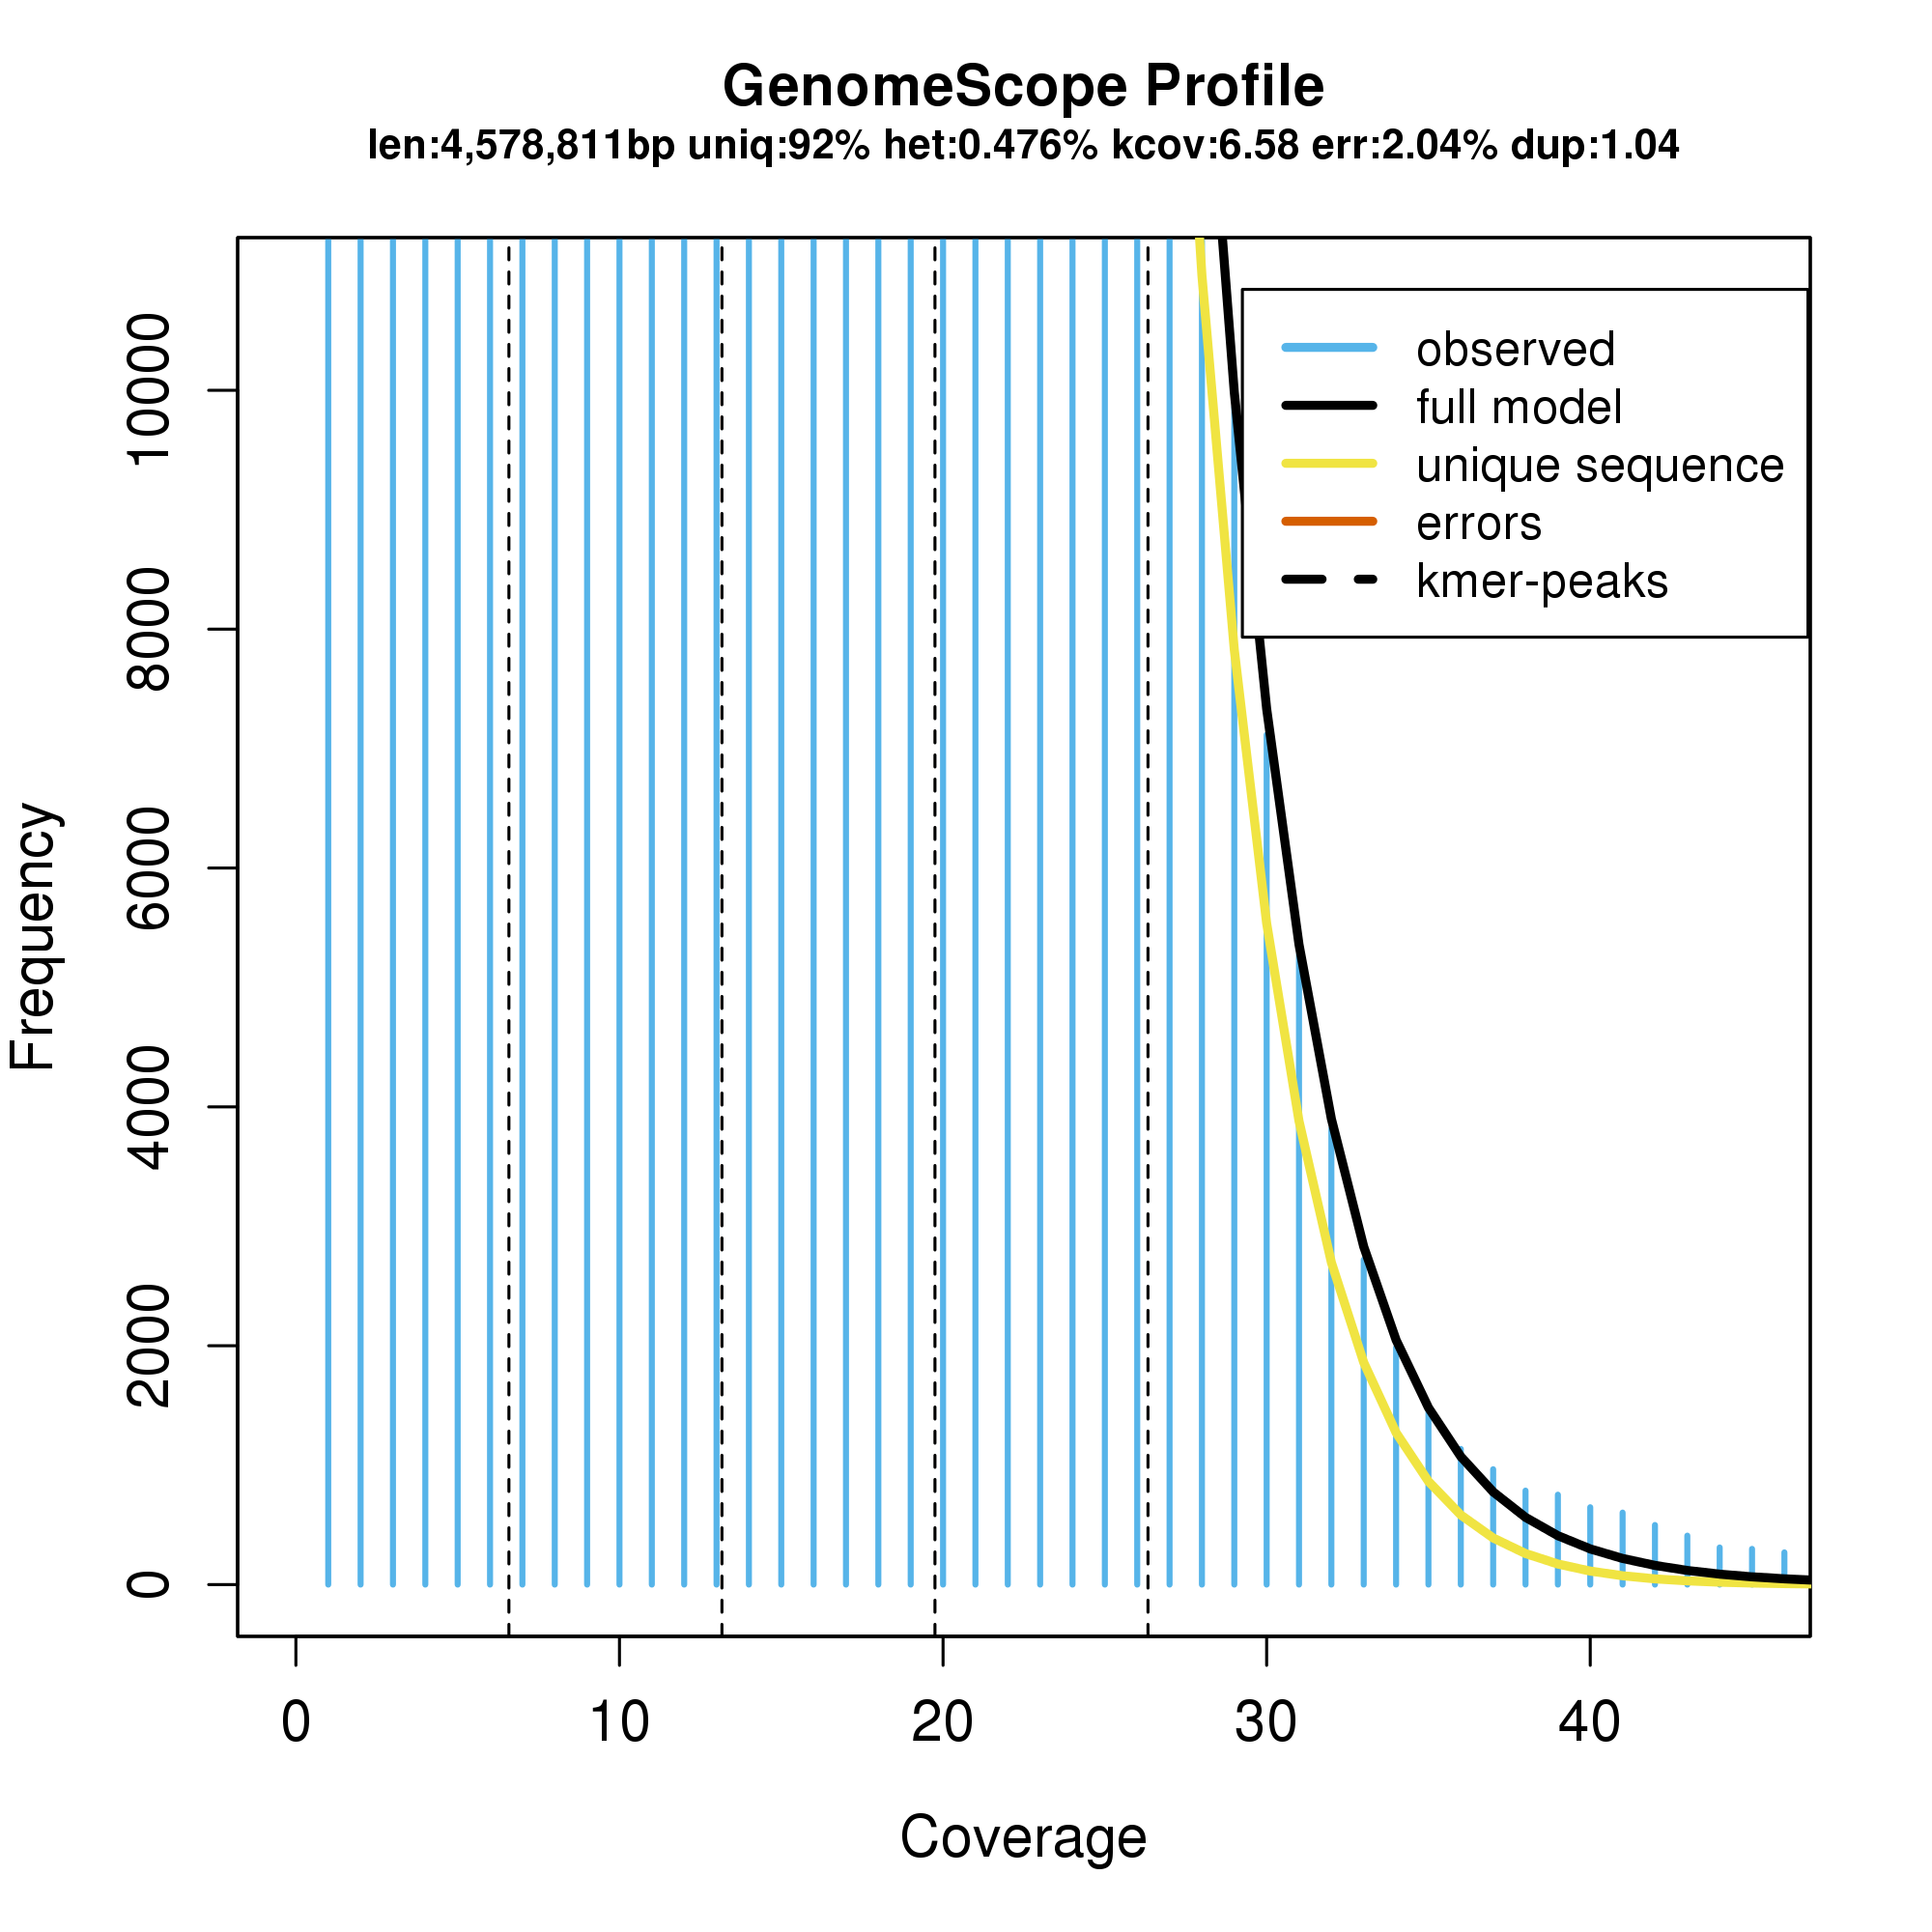 GenomeScope Profile
len:4,578,811bp uniq:92% het:0.476% kcov:6.58 err:2.04% dup:1.04
observed
full model
unique sequence
errors
kmer-peaks
Frequency
10000
8000
6000
4000
2000
0
0 10 20 30 40
Coverage